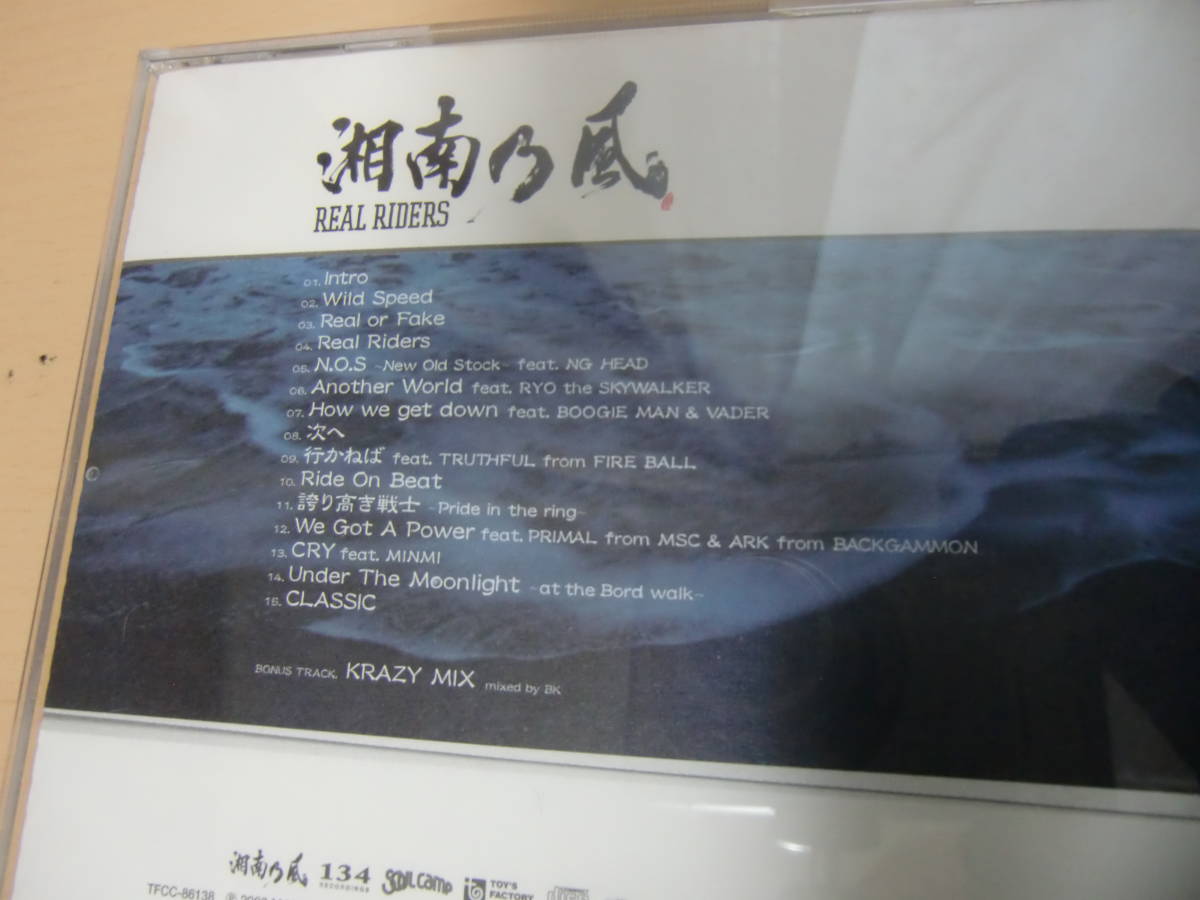 湘南乃風
REAL RIDERS
01. Intro
02. Wild Speed
03. Real or Fake
04. Real Riders
05. N.O.S ~New Old Stock~ feat. NG HEAD
06. Another World feat. RYO the SKYWALKER
07. How we get down feat. BOOGIE MAN & VADER
08. 次へ
09. 行かねば feat. TRUTHFUL from FIRE BALL
10. Ride On Beat
11. 誇り高き戦士 ~Pride in the ring~
12. We Got A Power feat. PRIMAL from MSC & ARK from BACKGAMMON
13. CRY feat. MINMI
14. Under The Moonlight ~at the Bord walk~
15. CLASSIC
BONUS TRACK. KRAZY MIX mixed by BK
湘南乃風 134 RECORDINGS SOUL Camp TOY'S FACTORY disc
TFCC-86138 ℗